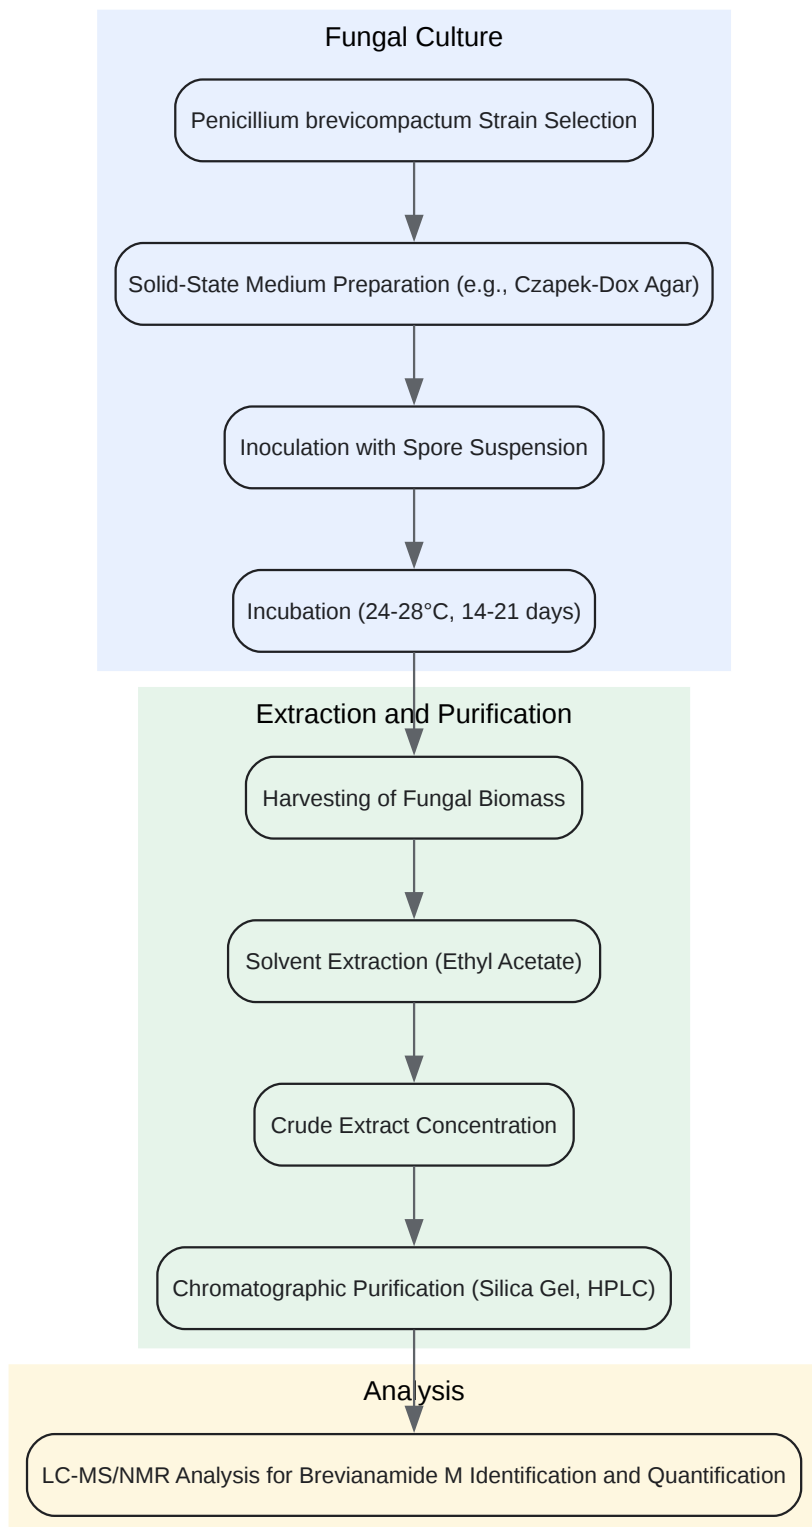 Fungal Culture
Penicillium brevicompactum Strain Selection
Solid-State Medium Preparation (e.g., Czapek-Dox Agar)
Inoculation with Spore Suspension
Incubation (24-28°C, 14-21 days)
Extraction and Purification
Harvesting of Fungal Biomass
Solvent Extraction (Ethyl Acetate)
Crude Extract Concentration
Chromatographic Purification (Silica Gel, HPLC)
Analysis
LC-MS/NMR Analysis for Brevianamide M Identification and Quantification